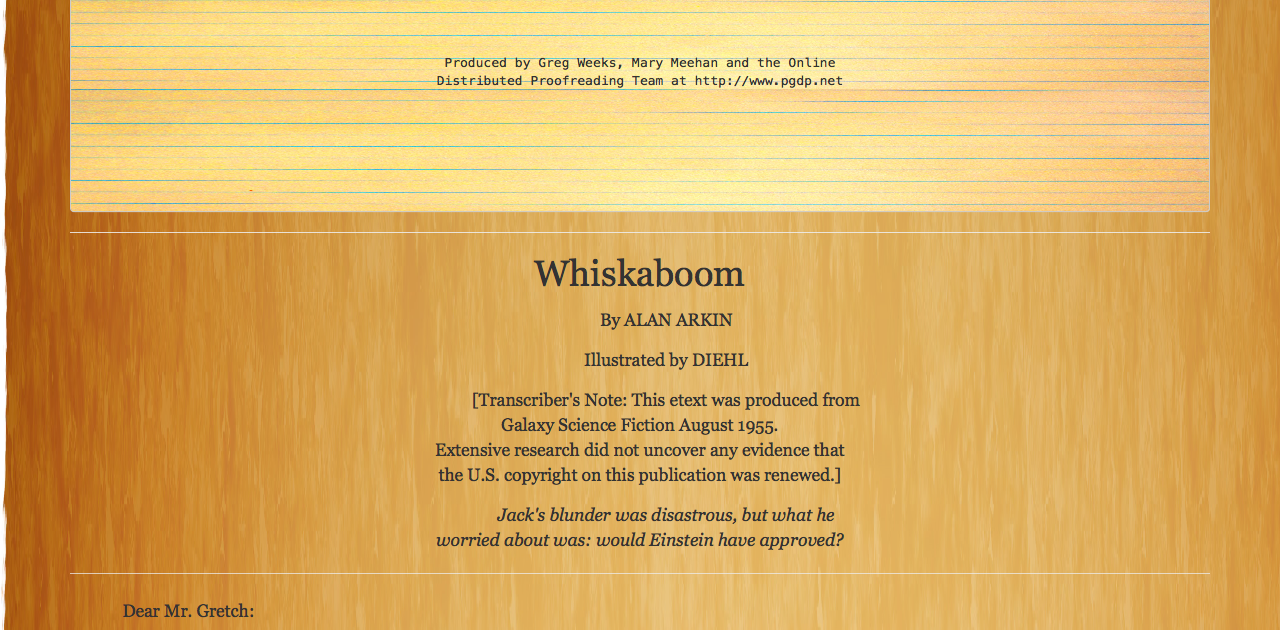 Produced by Greg Weeks, Mary Meehan and the Online
Distributed Proofreading Team at http://www.pgdp.net
Whiskaboom
By ALAN ARKIN
Illustrated by DIEHL
[Transcriber's Note: This etext was produced from
Galaxy Science Fiction August 1955.
Extensive research did not uncover any evidence that
the U.S. copyright on this publication was renewed.]
Jack's blunder was disastrous, but what he
worried about was: would Einstein have approved?
Dear Mr. Gretch: